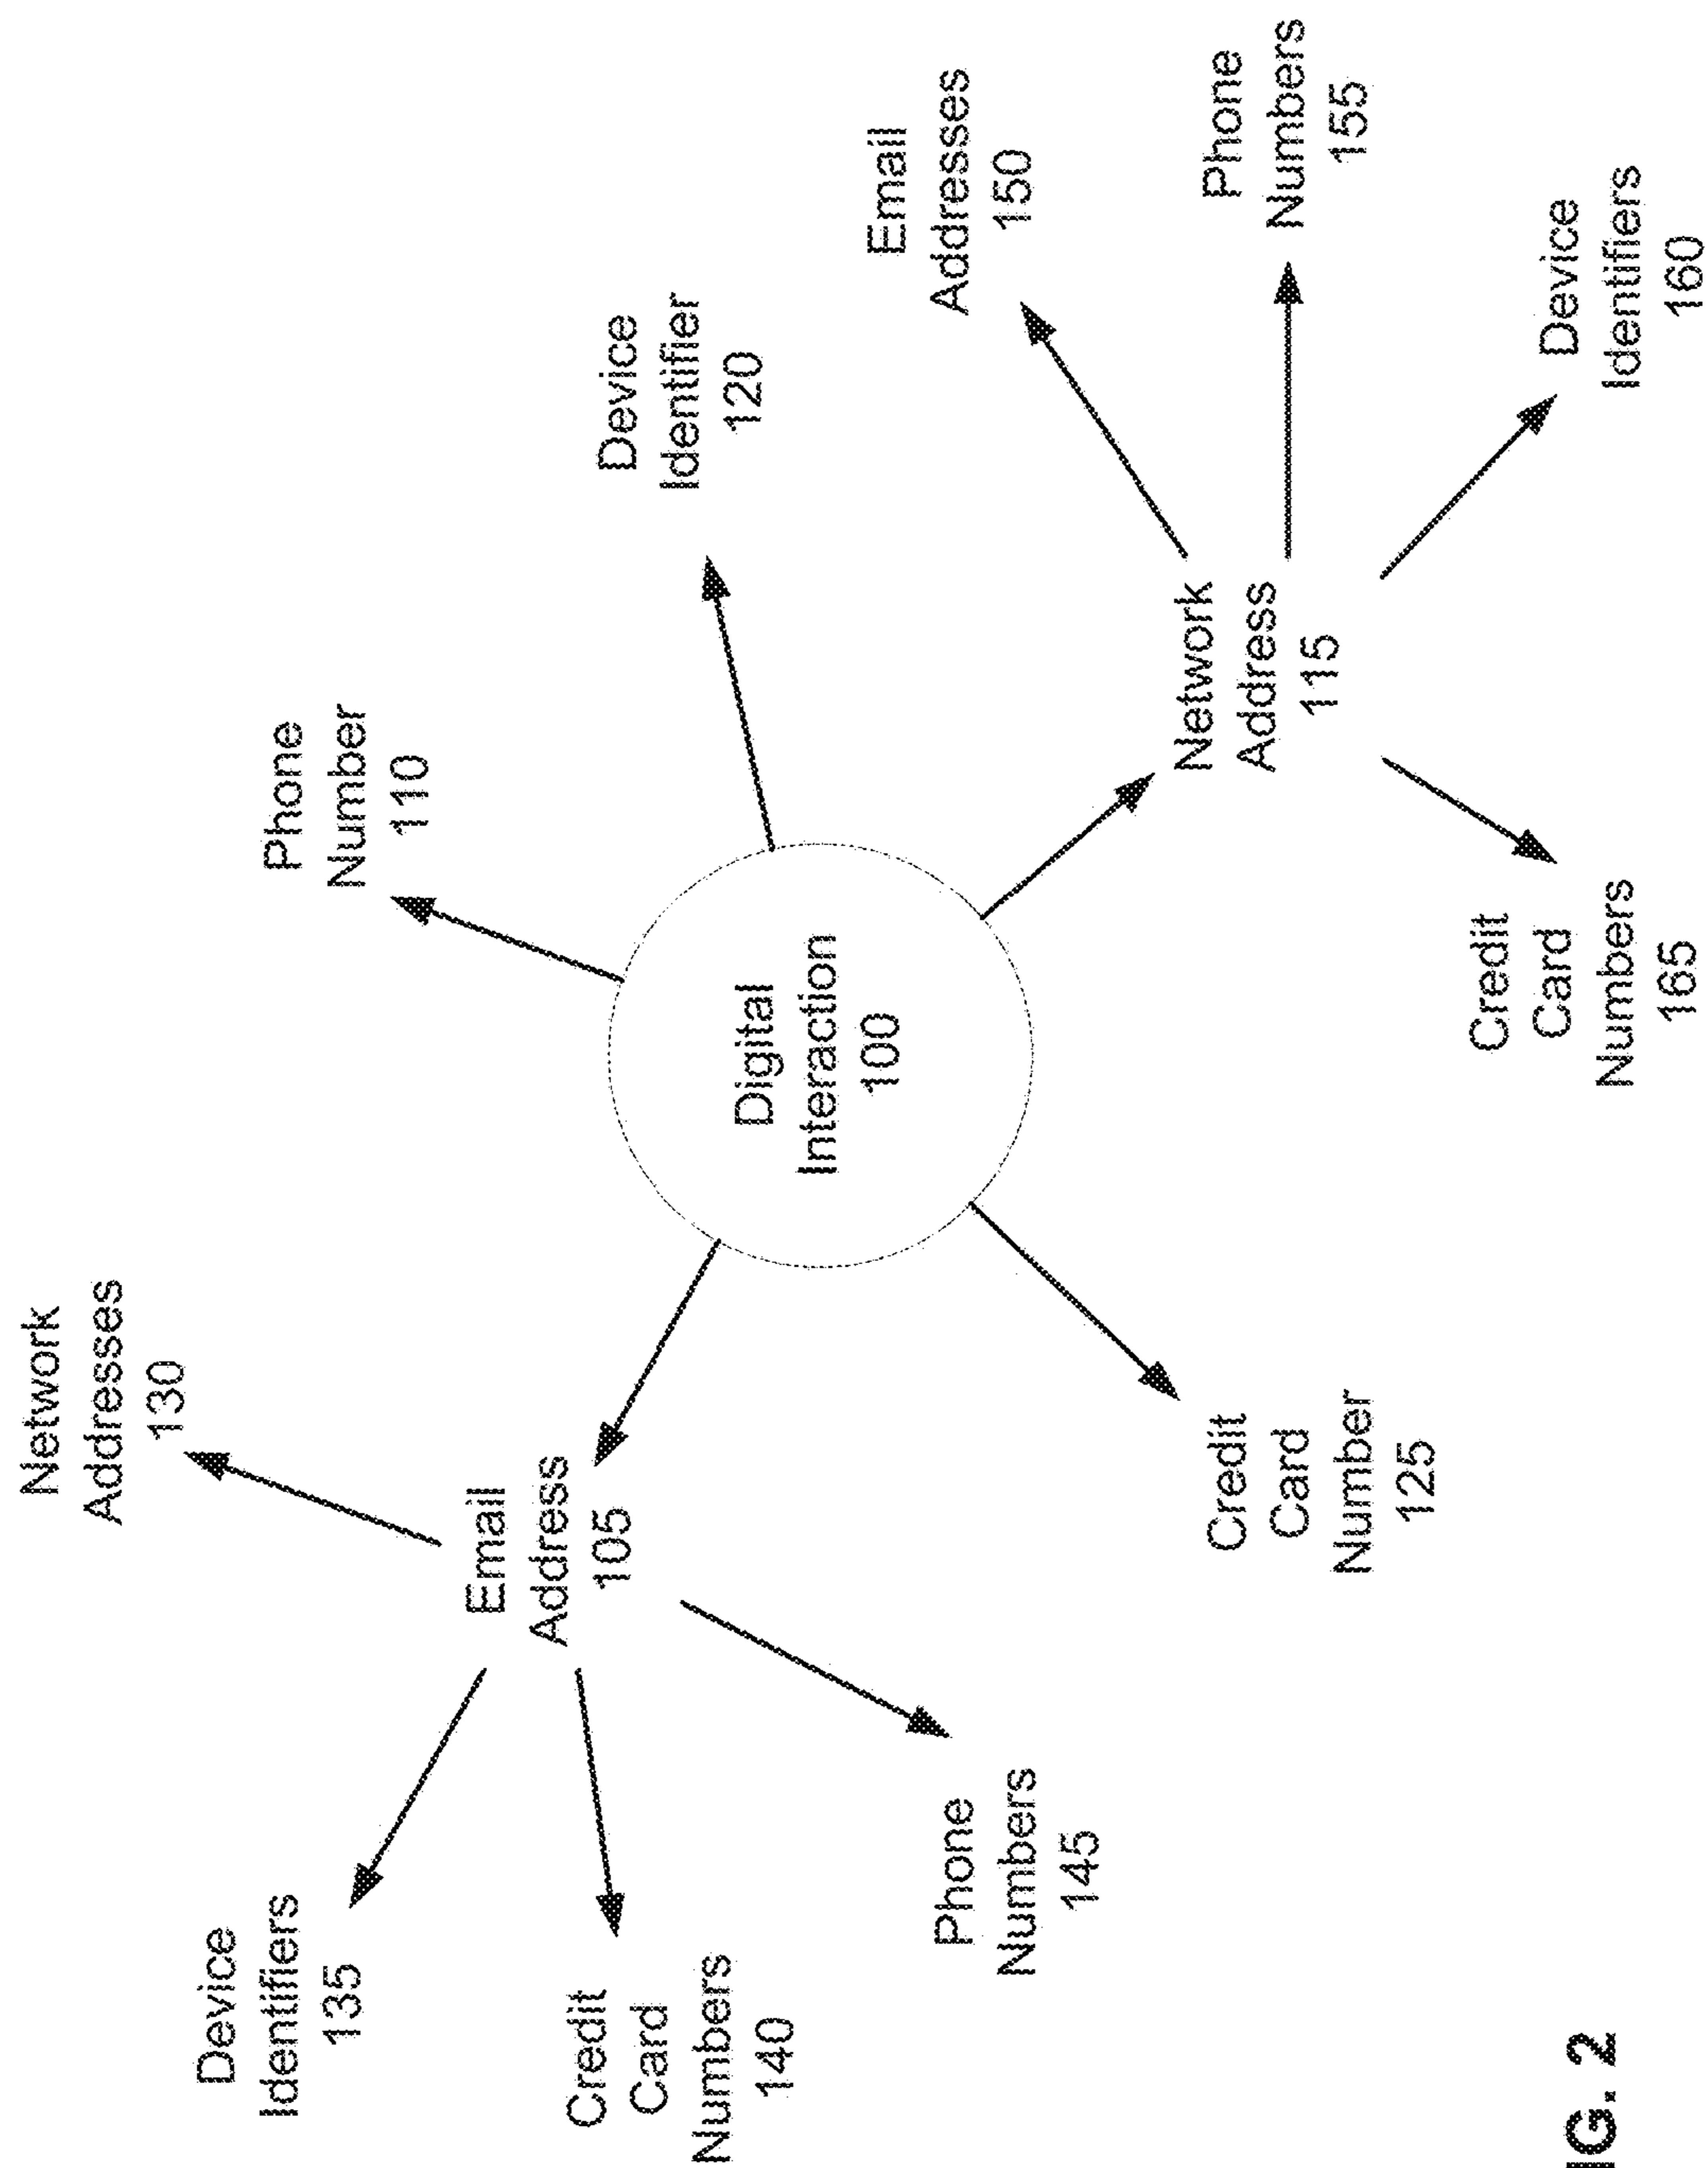 Network
Addresses
130
Device
Identifiers
135
Email
Address
105
Credit
Card
Numbers
140
Phone
Numbers
145
Phone
Number
110
Device
Identifier
120
Digital
Interaction
100
Credit
Card
Number
125
Email
Addresses
150
Phone
Numbers
155
Network
Address
115
Device
Identifiers
160
Credit
Card
Numbers
165
IG. 2